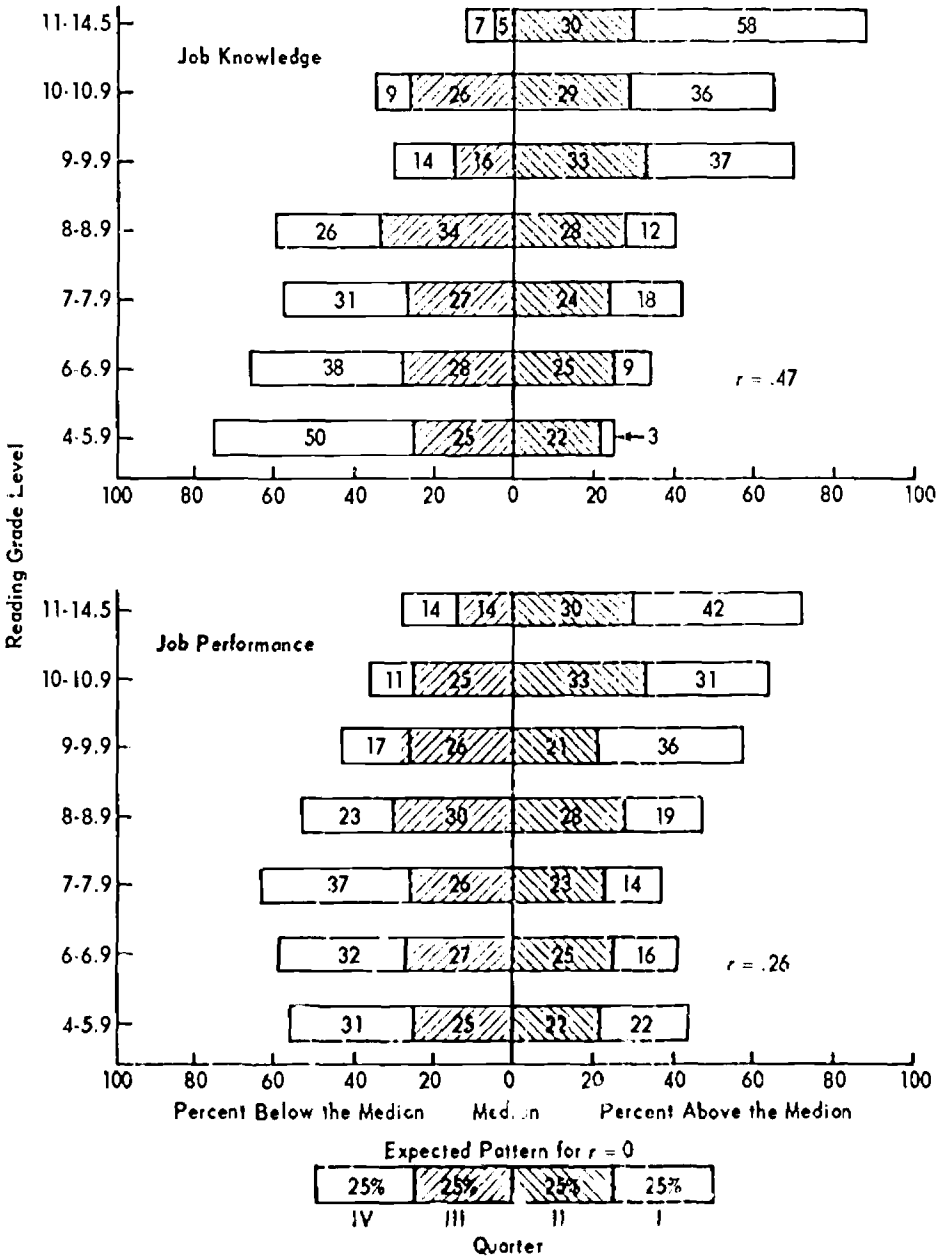 Reading Grade Level
Job Knowledge
11-14.5 7 5 30 58
10-10.9 9 26 29 36
9-9.9 14 16 33 37
8-8.9 26 34 28 12
7-7.9 31 27 24 18
6-6.9 38 28 25 9
r = .47
4-5.9 50 25 22 3
100 80 60 40 20 0 20 40 60 80 100
Job Performance
11-14.5 14 14 30 42
10-10.9 11 25 33 31
9-9.9 17 26 21 36
8-8.9 23 30 28 19
7-7.9 37 26 23 14
6-6.9 32 27 25 16
r = .26
4-5.9 31 25 22 22
100 80 60 40 20 0 20 40 60 80 100
Percent Below the Median Median Percent Above the Median
Expected Pattern for r = 0
25% 25% 25% 25%
IV III II I
Quarter